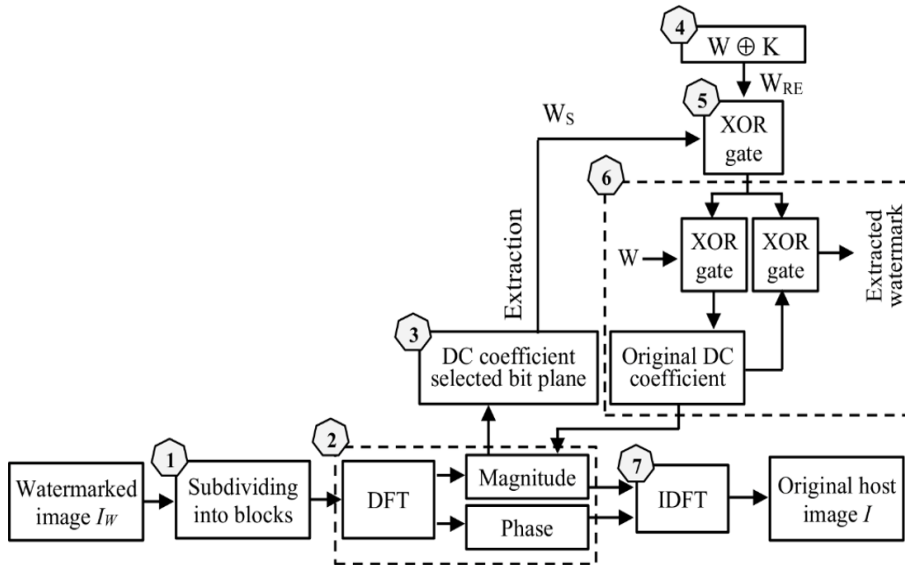 4
W ⊕ K
W_RE
5
XOR
gate
W_S
6
Extraction
W
XOR
gate
XOR
gate
Extracted
watermark
3
DC coefficient
selected bit plane
Original DC
coefficient
1
2
7
Watermarked
image I_W
Subdividing
into blocks
DFT
Magnitude
Phase
IDFT
Original host
image I